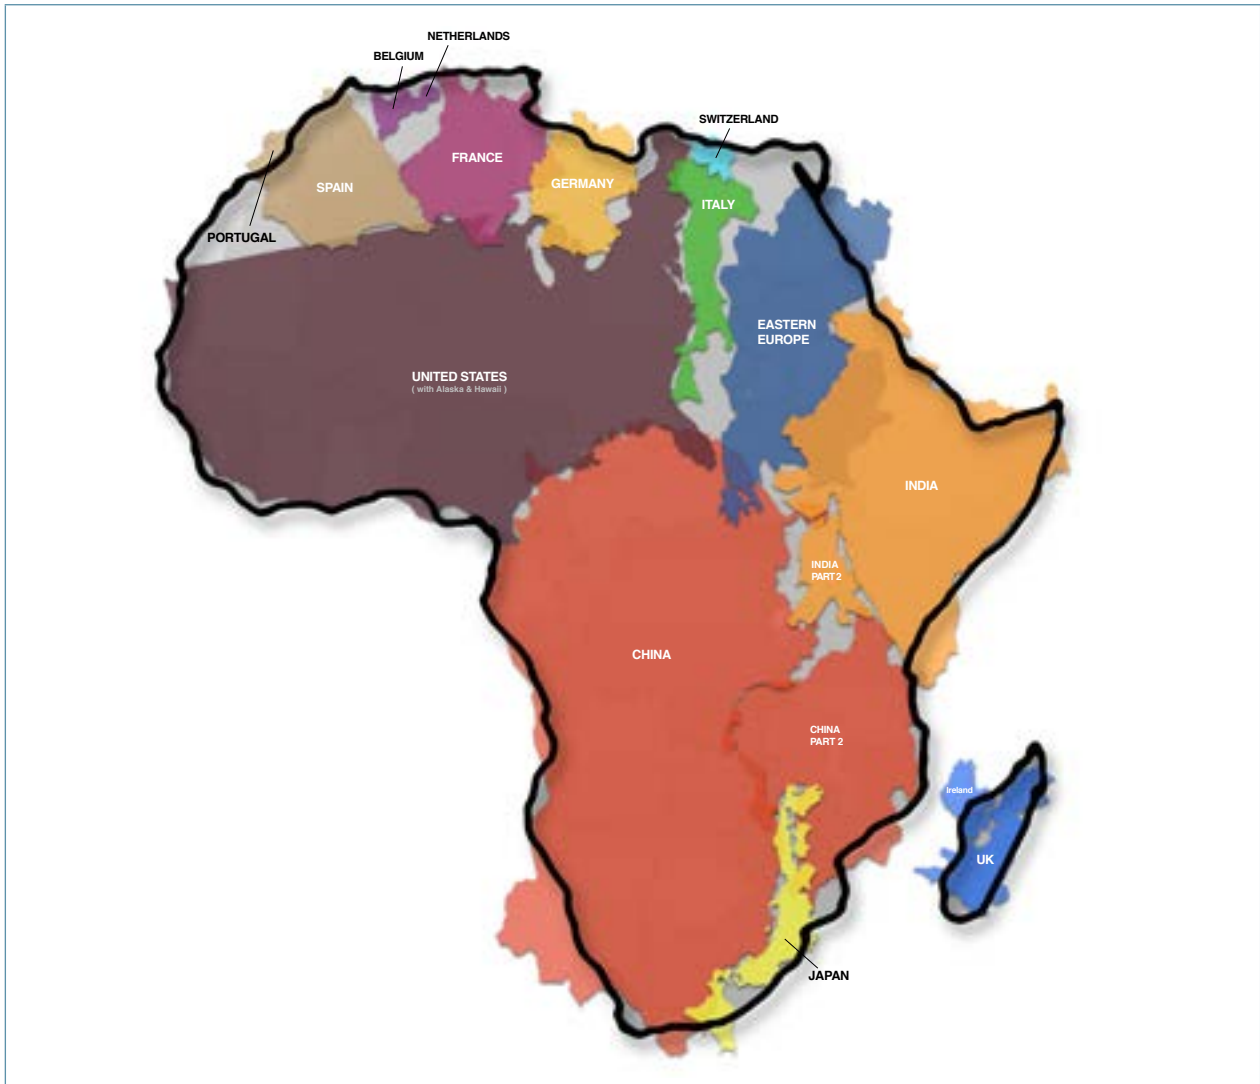 NETHERLANDS
BELGIUM
SWITZERLAND
FRANCE
GERMANY
SPAIN
ITALY
PORTUGAL
EASTERN
EUROPE
UNITED STATES
( with Alaska & Hawaii )
INDIA
INDIA
PART 2
CHINA
CHINA
PART 2
Ireland
UK
JAPAN